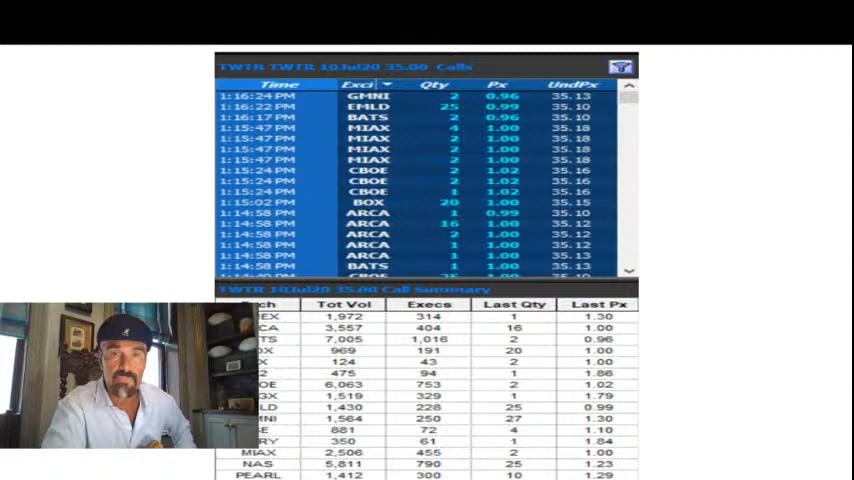 TWTR TWTR 10Jul20 35.00 Calls
Time Exc Qty Px UndPx
1:16:24 PM GMNI 2 0.96 35.13
1:16:22 PM EMLD 25 0.99 35.10
1:16:17 PM BATS 2 0.96 35.10
1:15:47 PM MIAX 4 1.00 35.18
1:15:47 PM MIAX 2 1.00 35.18
1:15:47 PM MIAX 2 1.00 35.18
1:15:47 PM MIAX 2 1.00 35.18
1:15:24 PM CBOE 2 1.02 35.16
1:15:24 PM CBOE 2 1.02 35.16
1:15:24 PM CBOE 1 1.02 35.16
1:15:02 PM BOX 20 1.00 35.15
1:14:58 PM ARCA 1 0.99 35.10
1:14:58 PM ARCA 16 1.00 35.12
1:14:58 PM ARCA 2 1.00 35.12
1:14:58 PM ARCA 1 1.00 35.12
1:14:58 PM ARCA 1 1.00 35.13
1:14:58 PM BATS 1 1.00 35.13
TWTR 10Jul20 35.00 Call Summary
ch Tot Vol Execs Last Qty Last Px
EX 1,972 314 1 1.30
CA 3,557 404 16 1.00
TS 7,005 1,016 2 0.96
OX 969 191 20 1.00
X 124 43 2 1.00
2 475 94 1 1.86
OE 6,063 753 2 1.02
GX 1,519 329 1 1.79
LD 1,430 228 25 0.99
MNI 1,564 250 27 1.30
SE 881 72 4 1.10
RY 350 61 1 1.84
MIAX 2,506 455 2 1.00
NAS 5,811 790 25 1.23
PEARL 1,412 300 10 1.29